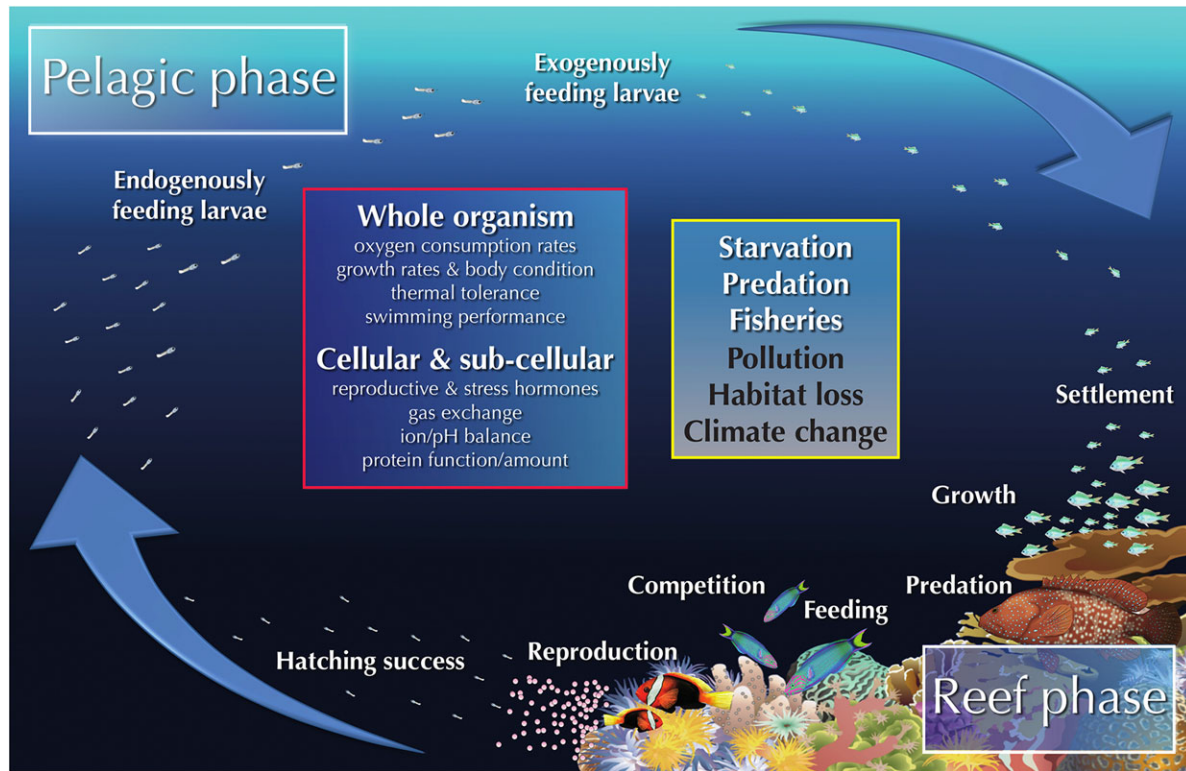 Pelagic phase
Exogenously
feeding larvae
Endogenously
feeding larvae
Whole organism
oxygen consumption rates
growth rates & body condition
thermal tolerance
swimming performance
Cellular & sub-cellular
reproductive & stress hormones
gas exchange
ion/pH balance
protein function/amount
Starvation
Predation
Fisheries
Pollution
Habitat loss
Climate change
Settlement
Growth
Predation
Competition
Feeding
Reproduction
Hatching success
Reef phase